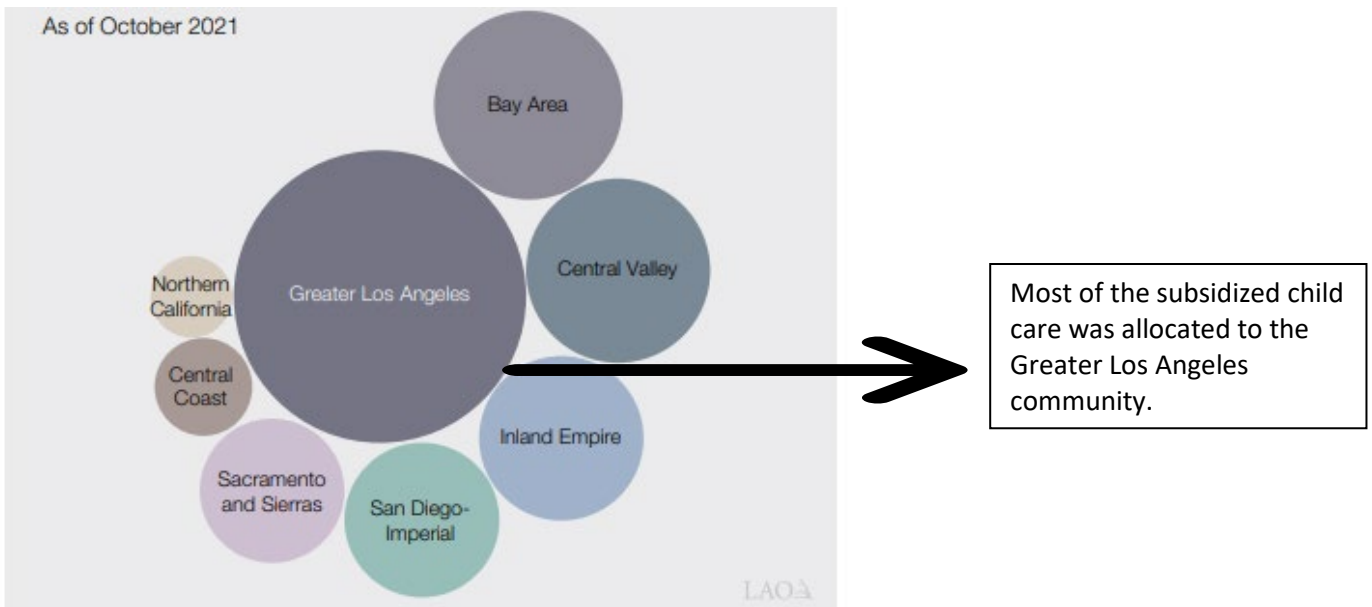 As of October 2021
Bay Area
Central Valley
Greater Los Angeles
Northern
California
Central
Coast
Inland Empire
Sacramento
and Sierras
San Diego-
Imperial
LAO
Most of the subsidized child
care was allocated to the
Greater Los Angeles
community.